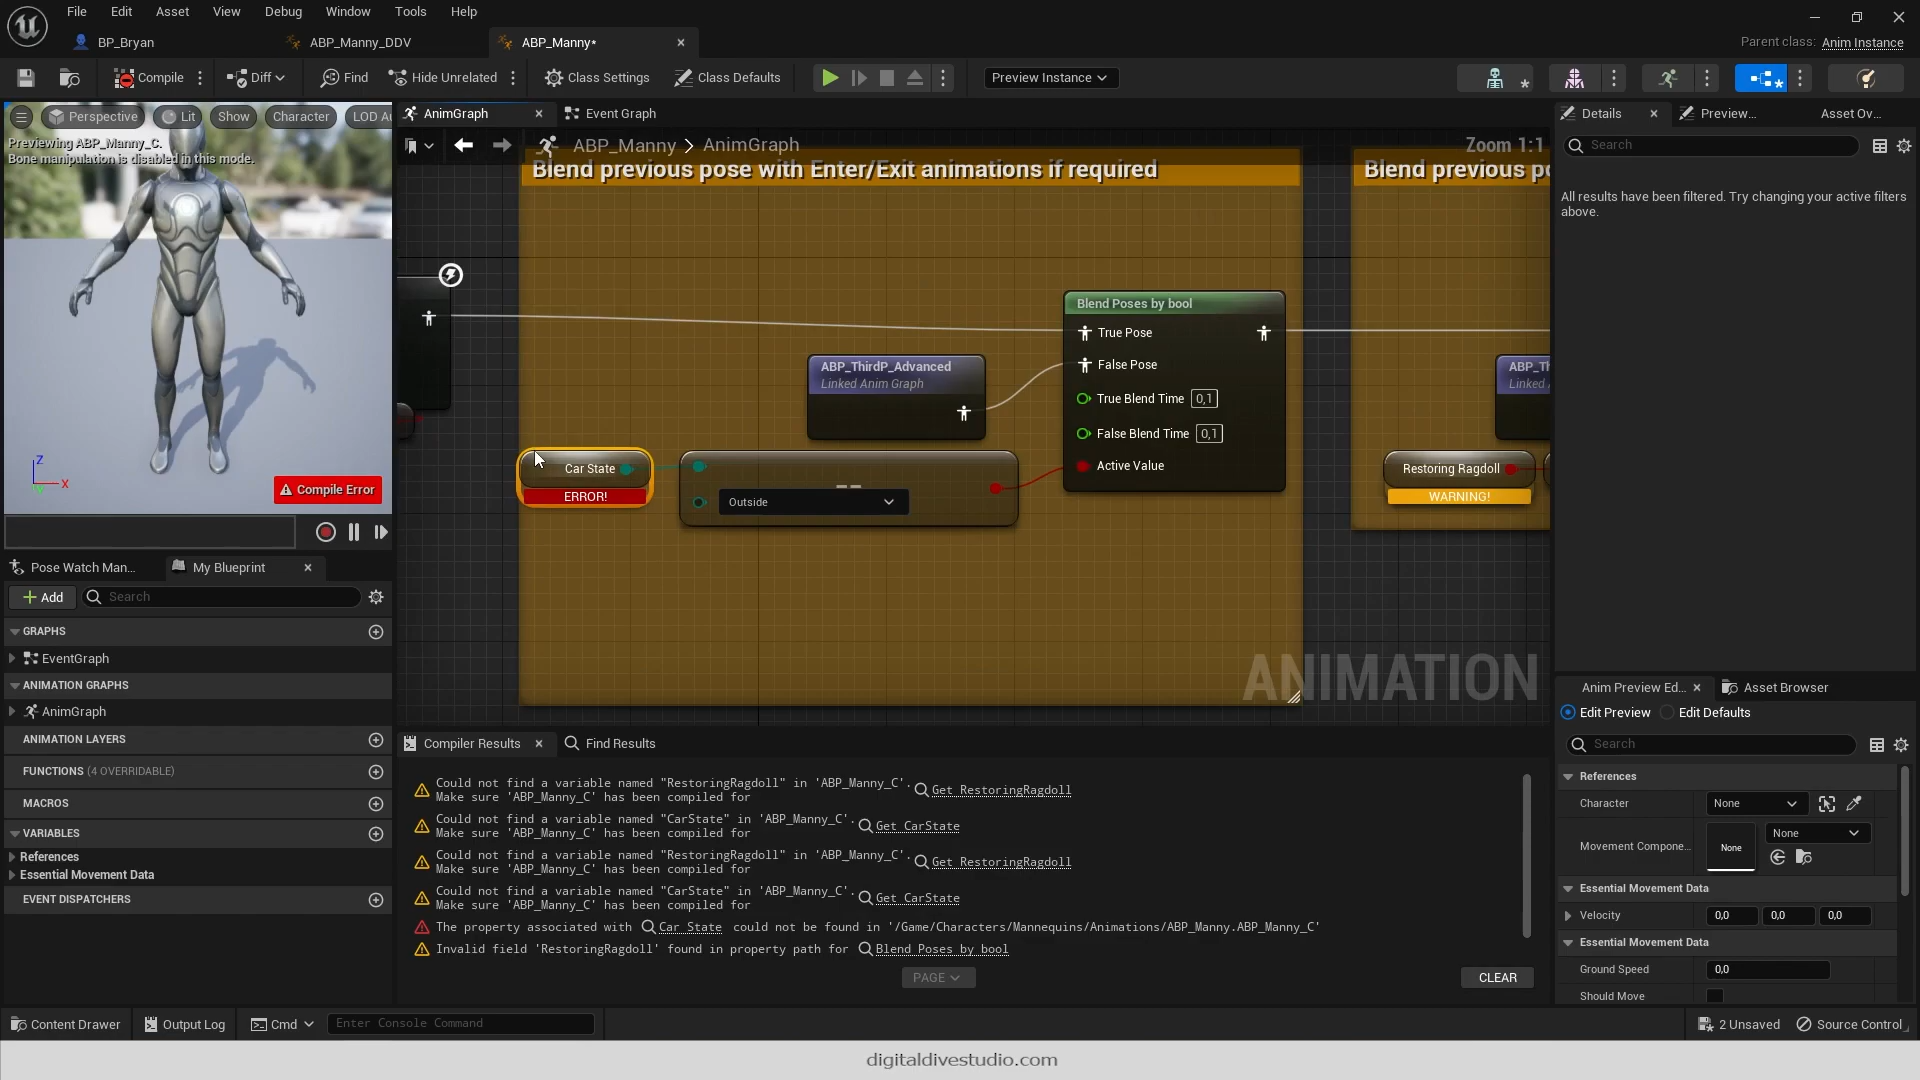 File Edit Asset View Debug Window Tools Help
BP_Bryan ABP_Manny_DDV ABP_Manny*
Parent class: Anim Instance
Compile Diff Find Hide Unrelated Class Settings Class Defaults Preview Instance
AnimGraph Event Graph
Details Preview... Asset Ov...
Perspective Lit Show Character LOD Au
Previewing ABP_Manny_C.
Bone manipulation is disabled in this mode.
ABP_Manny > AnimGraph
Zoom 1:1
Search
Blend previous pose with Enter/Exit animations if required
Blend previous po
All results have been filtered. Try changing your active filters
above.
Blend Poses by bool
True Pose
False Pose
True Blend Time 0,1
False Blend Time 0,1
Active Value
ABP_ThirdP_Advanced
Linked Anim Graph
ABP_Th
Linked
Car State
ERROR!
Outside
Restoring Ragdoll
WARNING!
Z
X
Y
Compile Error
ANIMATION
Pose Watch Man... My Blueprint
Add Search
GRAPHS
EventGraph
ANIMATION GRAPHS
AnimGraph
ANIMATION LAYERS
FUNCTIONS (4 OVERRIDABLE)
MACROS
VARIABLES
References
Essential Movement Data
EVENT DISPATCHERS
Compiler Results Find Results
Could not find a variable named "RestoringRagdoll" in 'ABP_Manny_C'.
Make sure 'ABP_Manny_C' has been compiled for Get RestoringRagdoll
Could not find a variable named "CarState" in 'ABP_Manny_C'.
Make sure 'ABP_Manny_C' has been compiled for Get CarState
Could not find a variable named "RestoringRagdoll" in 'ABP_Manny_C'.
Make sure 'ABP_Manny_C' has been compiled for Get RestoringRagdoll
Could not find a variable named "CarState" in 'ABP_Manny_C'.
Make sure 'ABP_Manny_C' has been compiled for Get CarState
The property associated with Car State could not be found in '/Game/Characters/Mannequins/Animations/ABP_Manny.ABP_Manny_C'
Invalid field 'RestoringRagdoll' found in property path for Blend Poses by bool
PAGE CLEAR
Anim Preview Ed... Asset Browser
Edit Preview Edit Defaults
Search
References
Character None
Movement Compone... None None
Essential Movement Data
Velocity 0,0 0,0 0,0
Essential Movement Data
Ground Speed 0,0
Should Move
Content Drawer Output Log Cmd Enter Console Command
2 Unsaved Source Control
digitaldivestudio.com